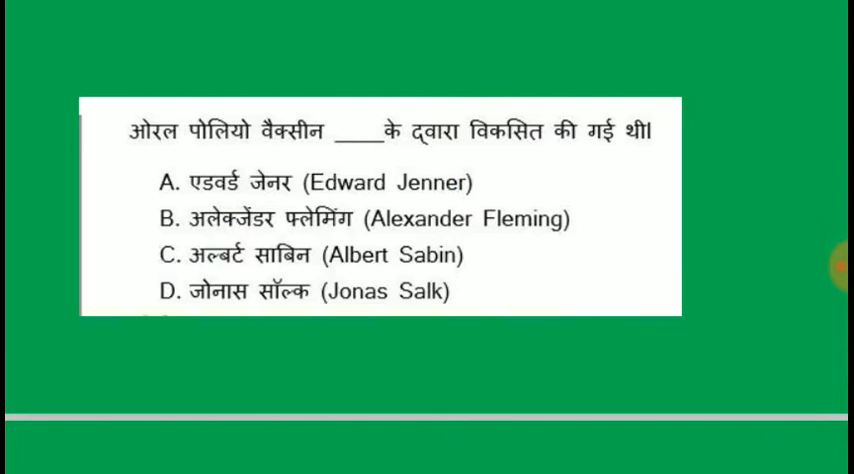 ओरल पोलियो वैक्सीन ____के द्वारा विकसित की गई थी।
A. एडवर्ड जेनर (Edward Jenner)
B. अलेक्जेंडर फ्लेमिंग (Alexander Fleming)
C. अल्बर्ट साबिन (Albert Sabin)
D. जोनास सॉल्क (Jonas Salk)